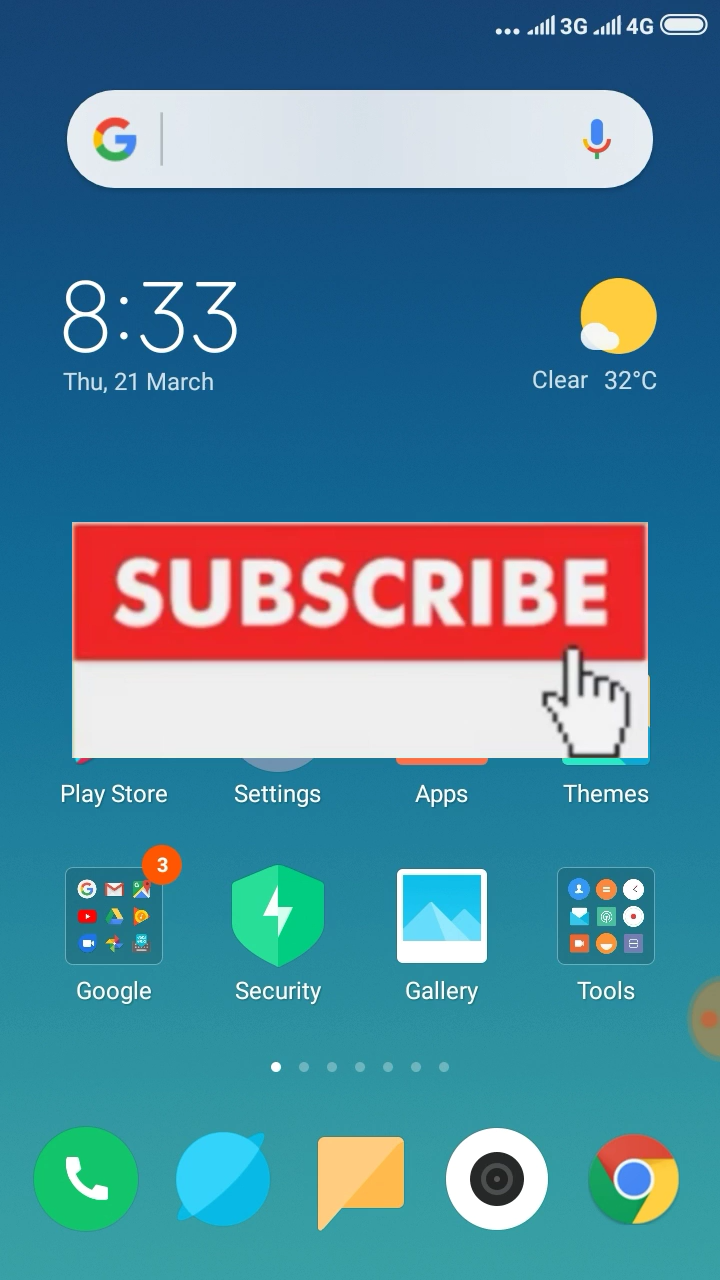 3G 4G
8:33
Thu, 21 March
Clear 32°C
SUBSCRIBE
Play Store Settings Apps Themes
3
Google Security Gallery Tools